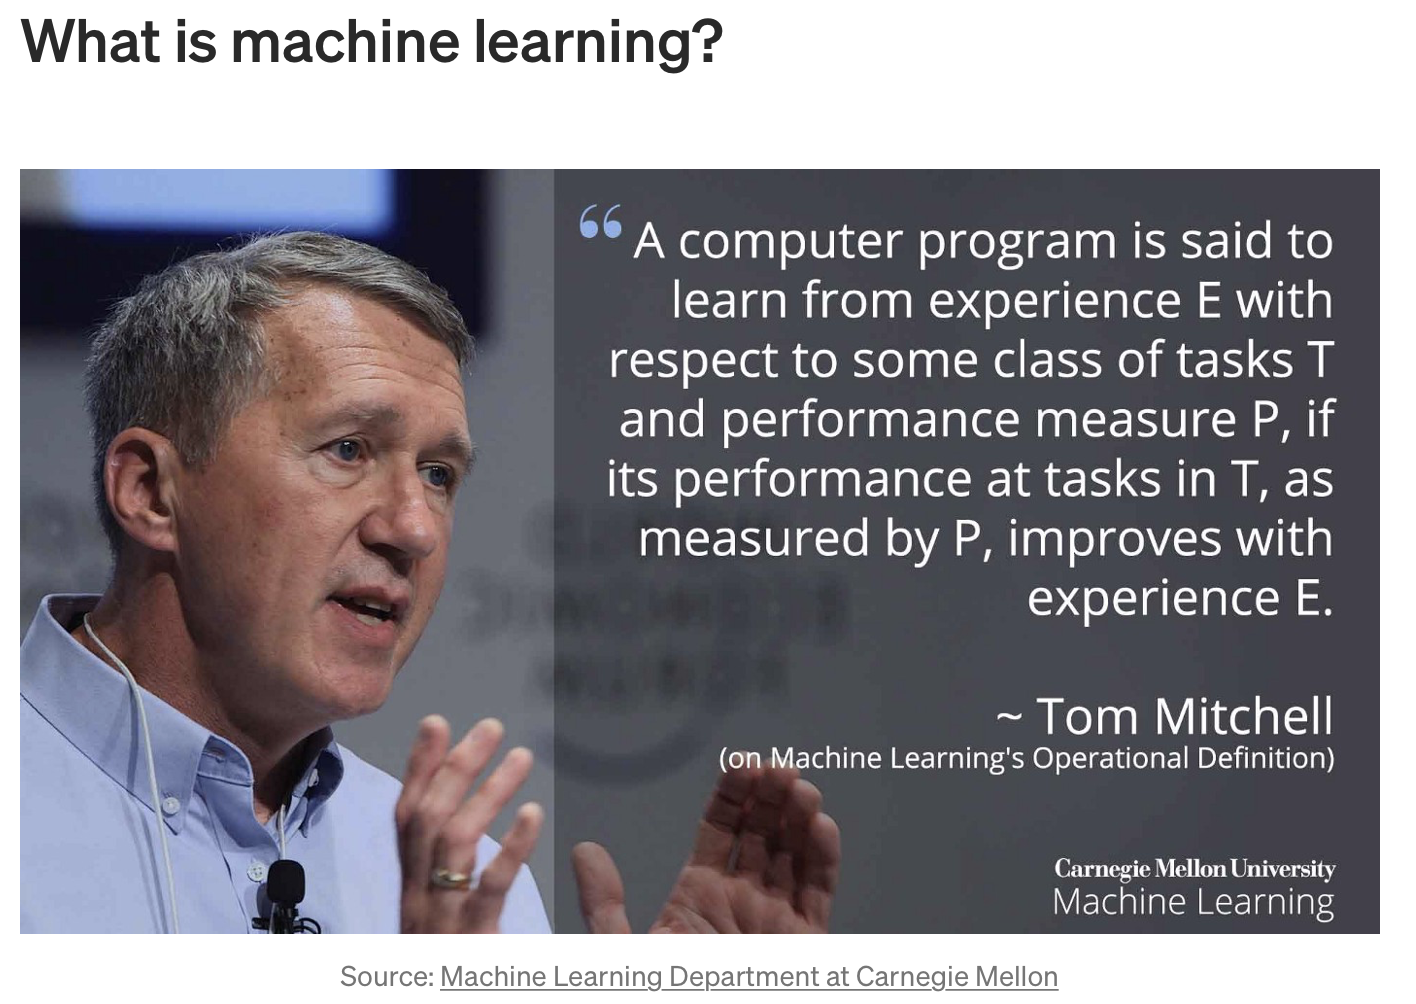 What is machine learning?
“ A computer program is said to
learn from experience E with
respect to some class of tasks T
and performance measure P, if
its performance at tasks in T, as
measured by P, improves with
experience E.
~ Tom Mitchell
(on Machine Learning's Operational Definition)
Carnegie Mellon University
Machine Learning
Source: Machine Learning Department at Carnegie Mellon